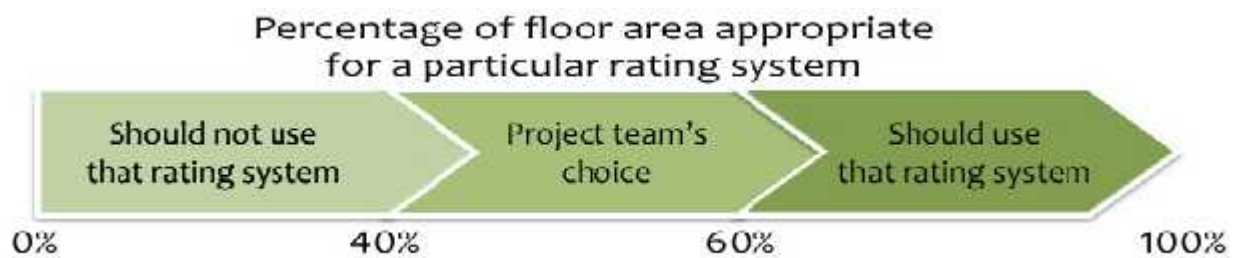 Percentage of floor area appropriate
for a particular rating system
Should not use
that rating system
Project team's
choice
Should use
that rating system
0%
40%
60%
100%